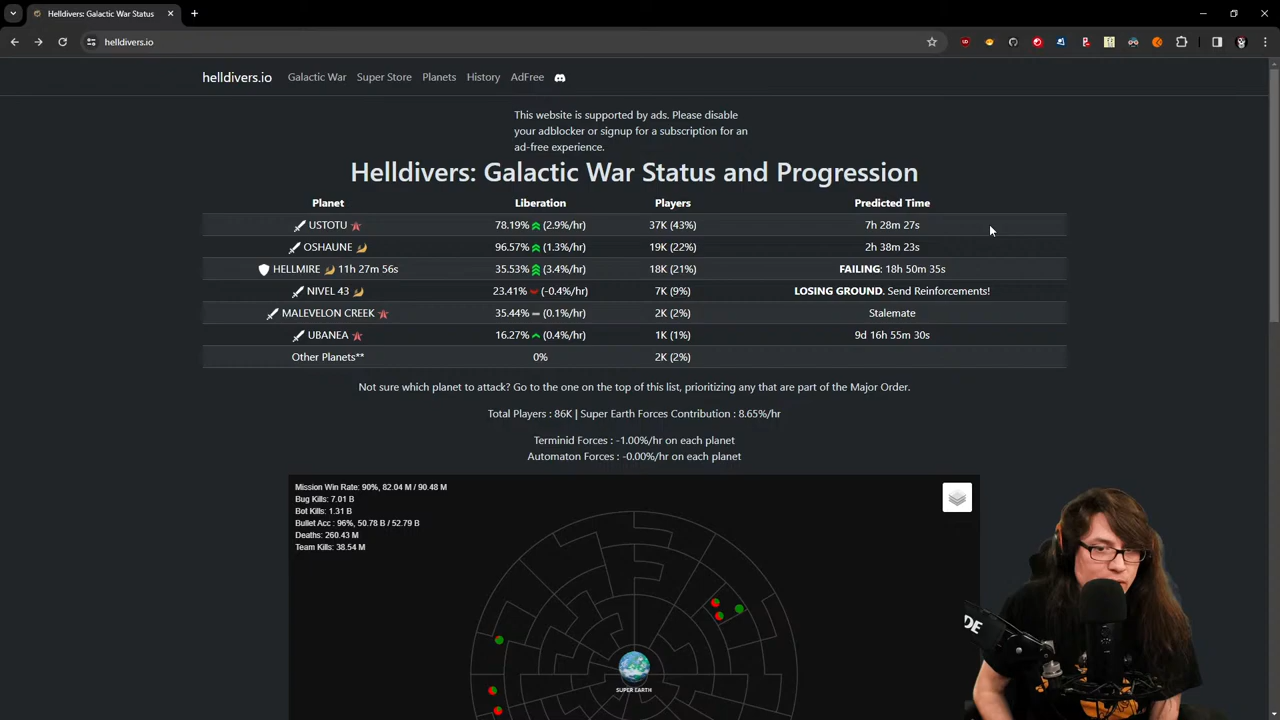 Helldivers: Galactic War Status
helldivers.io
helldivers.io Galactic War Super Store Planets History AdFree
This website is supported by ads. Please disable
your adblocker or signup for a subscription for an
ad-free experience.
Helldivers: Galactic War Status and Progression
Planet Liberation Players Predicted Time
USTOTU 78.19% (2.9%/hr) 37K (43%) 7h 28m 27s
OSHAUNE 96.57% (1.3%/hr) 19K (22%) 2h 38m 23s
HELLMIRE 11h 27m 56s 35.53% (3.4%/hr) 18K (21%) FAILING: 18h 50m 35s
NIVEL 43 23.41% (-0.4%/hr) 7K (9%) LOSING GROUND. Send Reinforcements!
MALEVELON CREEK 35.44% (0.1%/hr) 2K (2%) Stalemate
UBANEA 16.27% (0.4%/hr) 1K (1%) 9d 16h 55m 30s
Other Planets** 0% 2K (2%)
Not sure which planet to attack? Go to the one on the top of this list, prioritizing any that are part of the Major Order.
Total Players : 86K | Super Earth Forces Contribution : 8.65%/hr
Terminid Forces : -1.00%/hr on each planet
Automaton Forces : -0.00%/hr on each planet
Mission Win Rate: 90%, 82.04 M / 90.48 M
Bug Kills: 7.01 B
Bot Kills: 1.31 B
Bullet Acc : 96%, 50.78 B / 52.79 B
Deaths: 260.43 M
Team Kills: 38.54 M
SUPER EARTH
DE